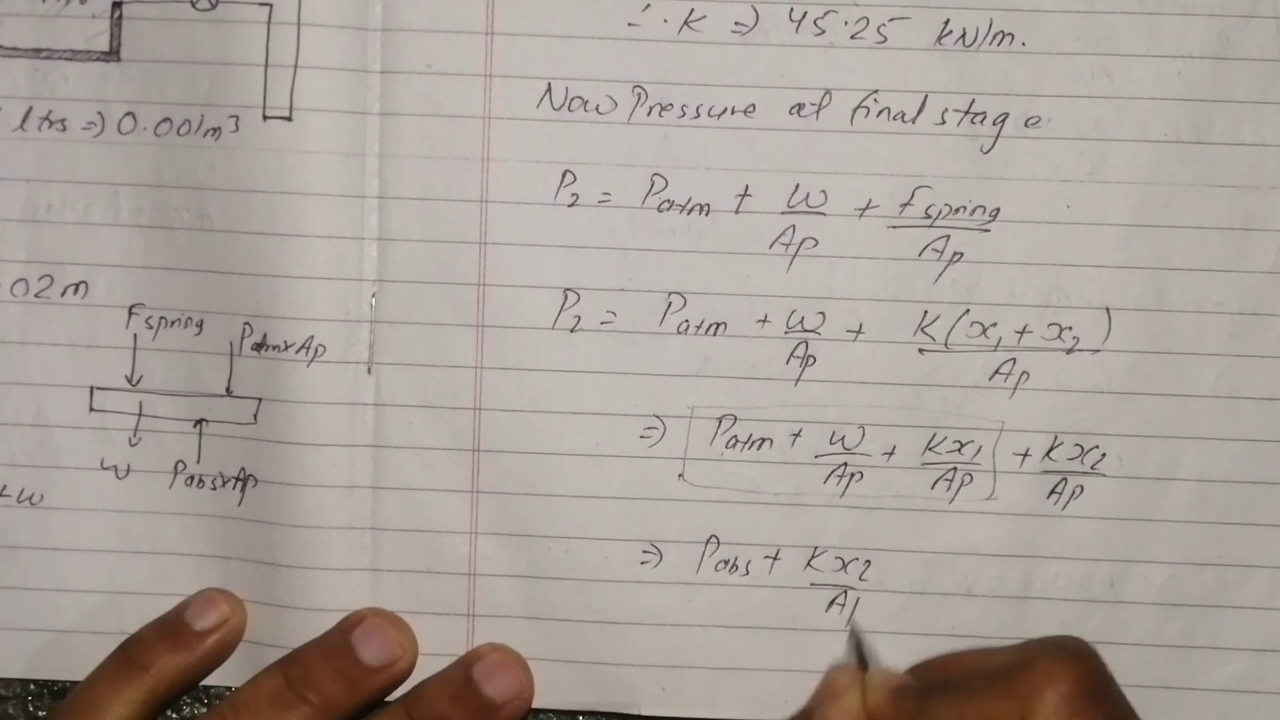 ltrs => 0.001m³
02m
Fspring
Patm×Ap
W
Pabs×Ap
+W
∴ K => 45.25 kN/m.
Now Pressure at final stage
P₂ = Patm + W/Ap + Fspring/Ap
P₂ = Patm + W/Ap + K(x₁ + x₂)/Ap
=> [Patm + W/Ap + Kx₁/Ap] + Kx₂/Ap
=> Pabs + Kx₂/A